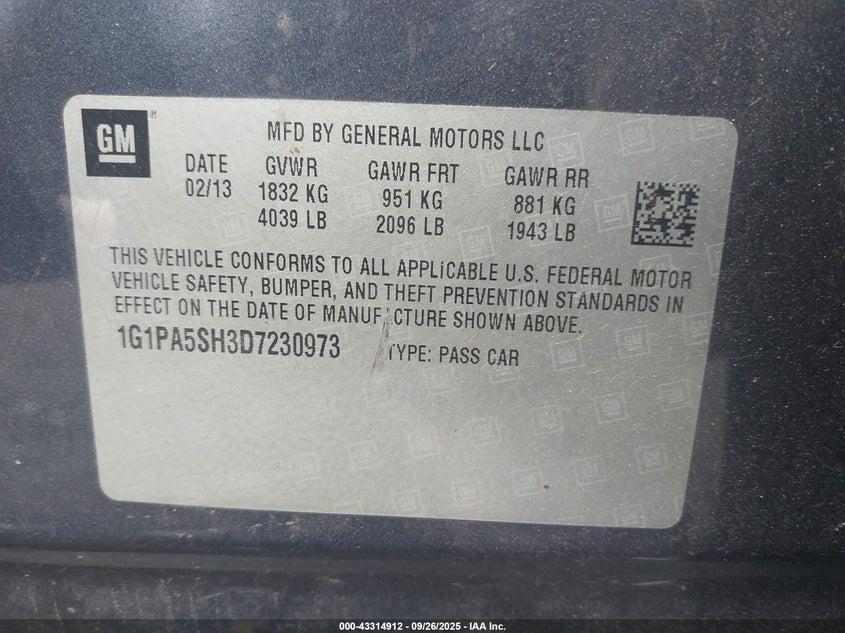 GM
MFD BY GENERAL MOTORS LLC
DATE GVWR GAWR FRT GAWR RR
02/13 1832 KG 951 KG 881 KG
4039 LB 2096 LB 1943 LB
THIS VEHICLE CONFORMS TO ALL APPLICABLE U.S. FEDERAL MOTOR
VEHICLE SAFETY, BUMPER, AND THEFT PREVENTION STANDARDS IN
EFFECT ON THE DATE OF MANUFACTURE SHOWN ABOVE.
1G1PA5SH3D7230973 TYPE: PASS CAR
000-43314912 - 09/26/2025 - IAA Inc.